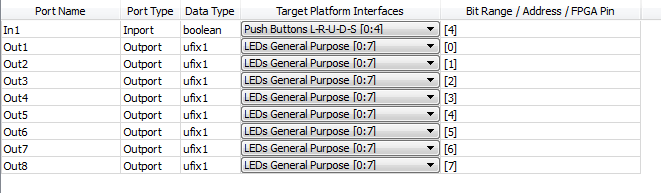 Port Name Port Type Data Type Target Platform Interfaces Bit Range / Address / FPGA Pin
In1 Inport boolean Push Buttons L-R-U-D-S [0:4] [4]
Out1 Outport ufix1 LEDs General Purpose [0:7] [0]
Out2 Outport ufix1 LEDs General Purpose [0:7] [1]
Out3 Outport ufix1 LEDs General Purpose [0:7] [2]
Out4 Outport ufix1 LEDs General Purpose [0:7] [3]
Out5 Outport ufix1 LEDs General Purpose [0:7] [4]
Out6 Outport ufix1 LEDs General Purpose [0:7] [5]
Out7 Outport ufix1 LEDs General Purpose [0:7] [6]
Out8 Outport ufix1 LEDs General Purpose [0:7] [7]